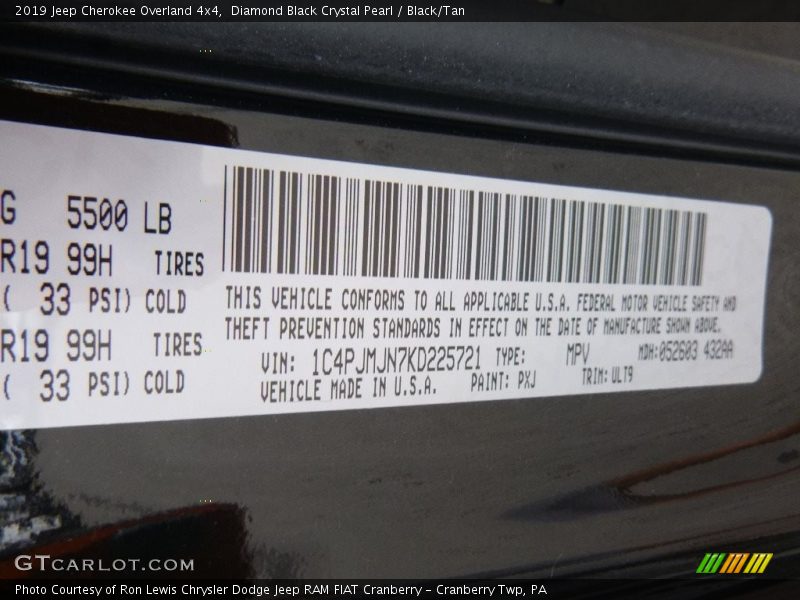 2019 Jeep Cherokee Overland 4x4, Diamond Black Crystal Pearl / Black/Tan
G 5500 LB
R19 99H TIRES
( 33 PSI) COLD
R19 99H TIRES
( 33 PSI) COLD
THIS VEHICLE CONFORMS TO ALL APPLICABLE U.S.A. FEDERAL MOTOR VEHICLE SAFETY AND
THEFT PREVENTION STANDARDS IN EFFECT ON THE DATE OF MANUFACTURE SHOWN ABOVE.
VIN: 1C4PJMJN7KD225721 TYPE: MPV MDH:052603 432AA
VEHICLE MADE IN U.S.A. PAINT: PXJ TRIM: ULT9
GTCARLOT.COM
Photo Courtesy of Ron Lewis Chrysler Dodge Jeep RAM FIAT Cranberry – Cranberry Twp, PA